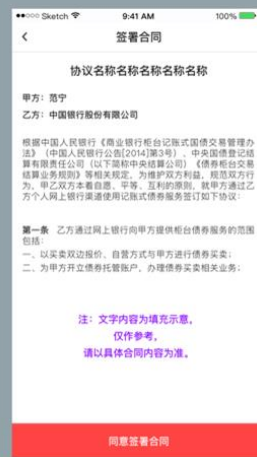 Sketch
9:41 AM
100%
签署合同
协议名称名称名称名称名称
甲方：范宁
乙方：中国银行股份有限公司
根据中国人民银行《商业银行柜台记账式国债交易管理办
法》（中国人民银行公告[2014]第3号）、中央国债登记结
算有限责任公司（以下简称中央结算公司）《债券柜台交易
结算业务规则》等相关规定，为维护双方利益，规范双方行
为，甲乙双方本着自愿、平等、互利的原则，就甲方通过乙
方个人网上银行渠道使用记账式债券服务签订如下协议：
第一条 乙方通过网上银行向甲方提供柜台债券服务的范围
包括：
一、以买卖双边报价、自营方式与甲方进行债券买卖；
二、为甲方开立债券托管账户、办理债券买卖相关业务；
注：文字内容为填充示意，
仅作参考，
请以具体合同内容为准。
同意签署合同